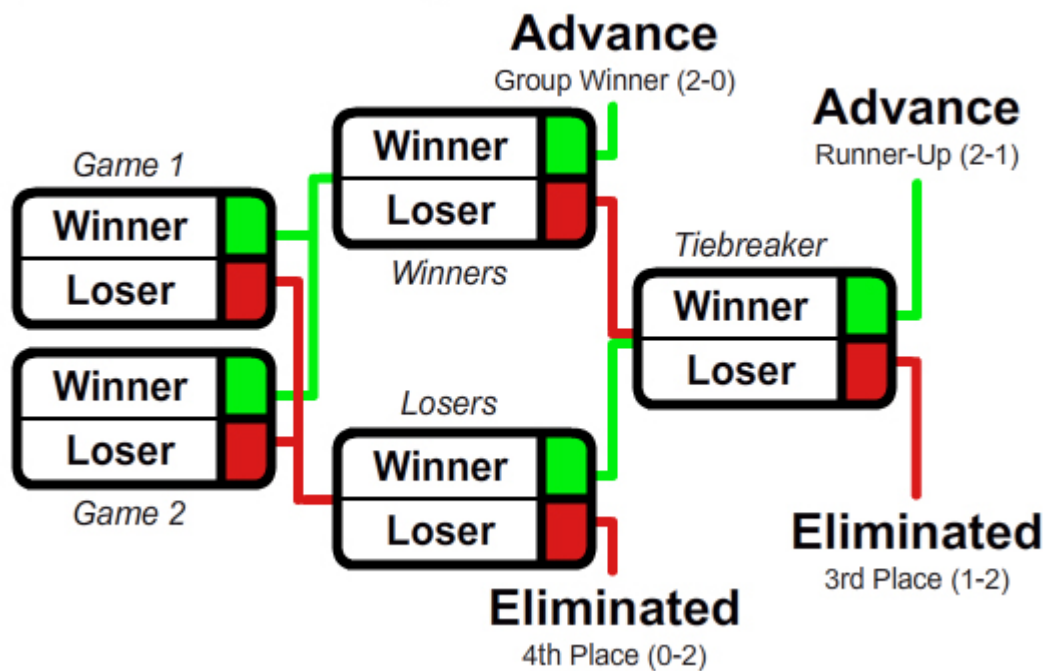 Advance
Group Winner (2-0)
Advance
Runner-Up (2-1)
Game 1
Winner
Loser
Winner
Loser
Winners
Tiebreaker
Winner
Loser
Winner
Loser
Game 2
Losers
Winner
Loser
Eliminated
4th Place (0-2)
Eliminated
3rd Place (1-2)